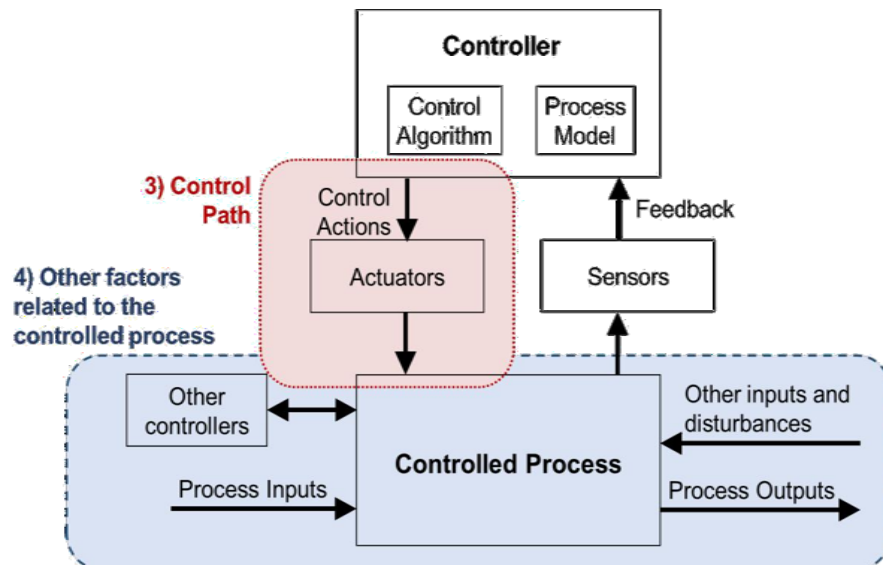 Controller
Control
Algorithm
Process
Model
3) Control
Path
Control
Actions
Feedback
Actuators
Sensors
4) Other factors
related to the
controlled process
Other
controllers
Other inputs and
disturbances
Controlled Process
Process Inputs
Process Outputs